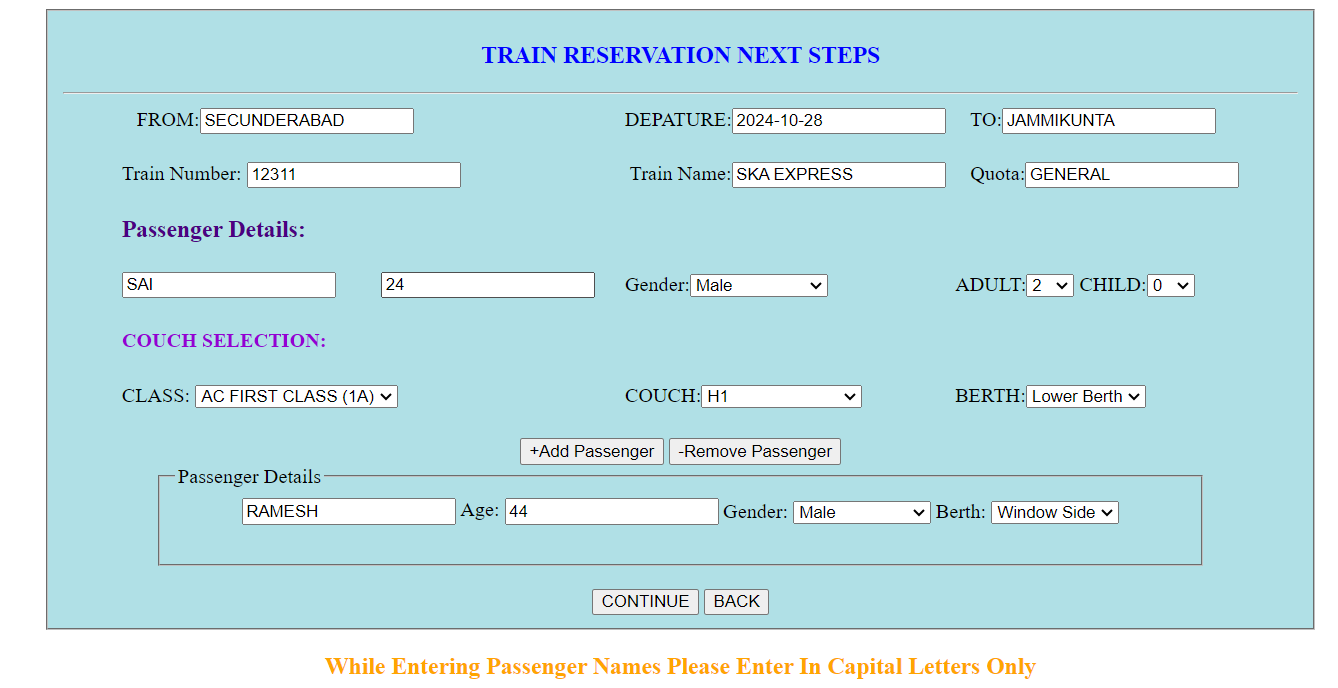 TRAIN RESERVATION NEXT STEPS
FROM: SECUNDERABAD DEPATURE: 2024-10-28 TO: JAMMIKUNTA
Train Number: 12311 Train Name: SKA EXPRESS Quota: GENERAL
Passenger Details:
SAI 24 Gender: Male ADULT: 2 CHILD: 0
COUCH SELECTION:
CLASS: AC FIRST CLASS (1A) COUCH: H1 BERTH: Lower Berth
+Add Passenger -Remove Passenger
Passenger Details
RAMESH Age: 44 Gender: Male Berth: Window Side
CONTINUE BACK
While Entering Passenger Names Please Enter In Capital Letters Only